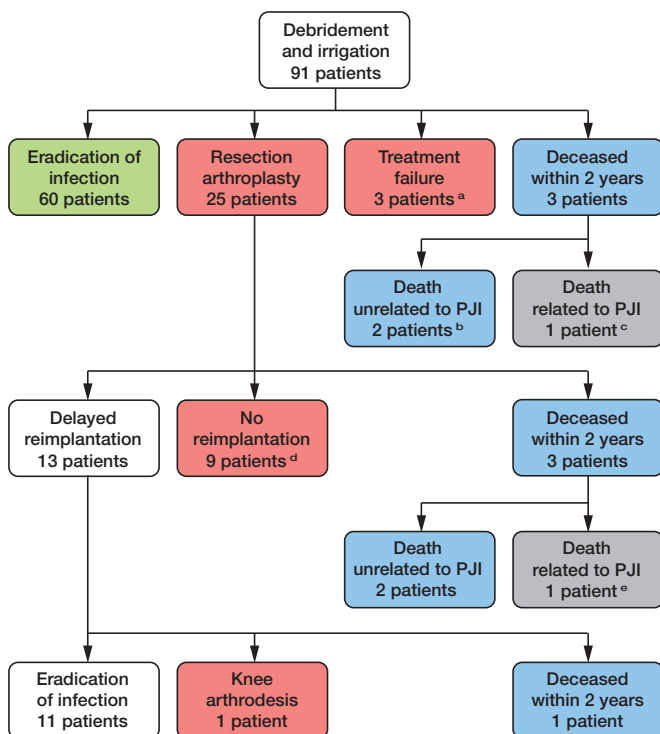 Debridement
and irrigation
91 patients
Eradication of
infection
60 patients
Resection
arthroplasty
25 patients
Treatment
failure
3 patients a
Deceased
within 2 years
3 patients
Death
unrelated to PJI
2 patients b
Death
related to PJI
1 patient c
Delayed
reimplantation
13 patients
No
reimplantation
9 patients d
Deceased
within 2 years
3 patients
Death
unrelated to PJI
2 patients
Death
related to PJI
1 patient e
Eradication
of infection
11 patients
Knee
arthrodesis
1 patient
Deceased
within 2 years
1 patient